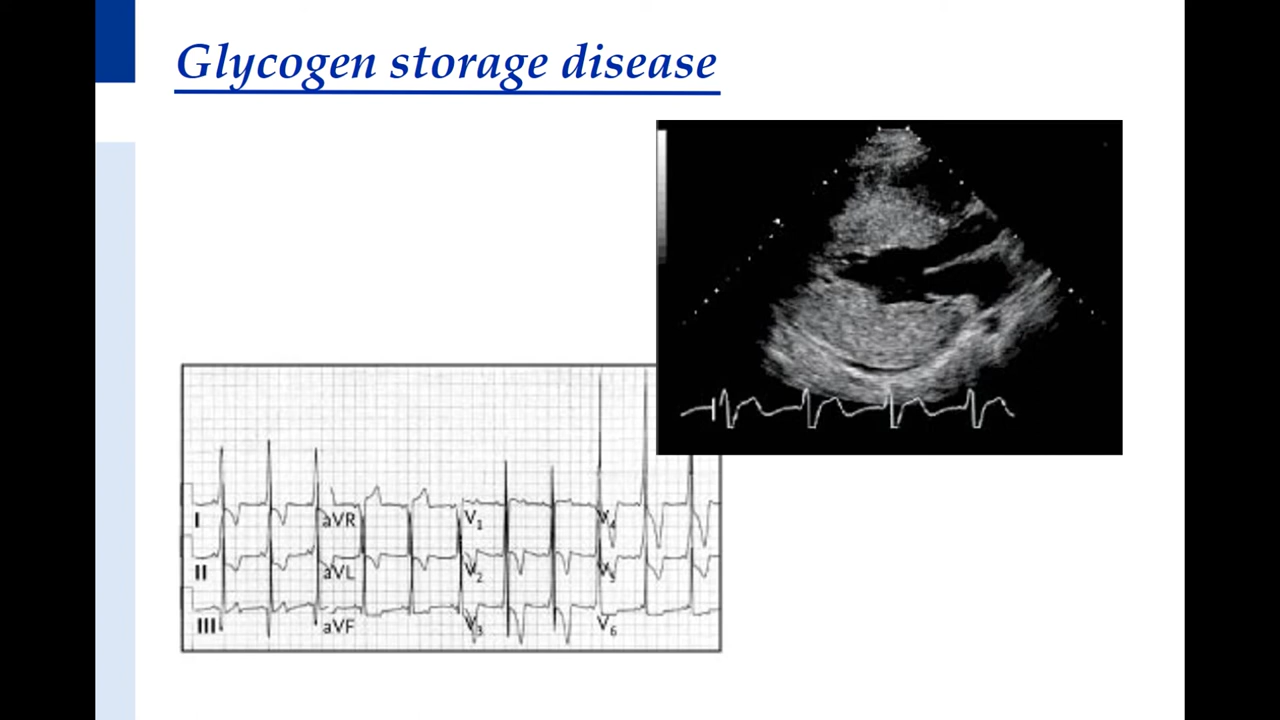 Glycogen storage disease
I aVR V1 V4
II aVL V2 V5
III aVF V3 V6